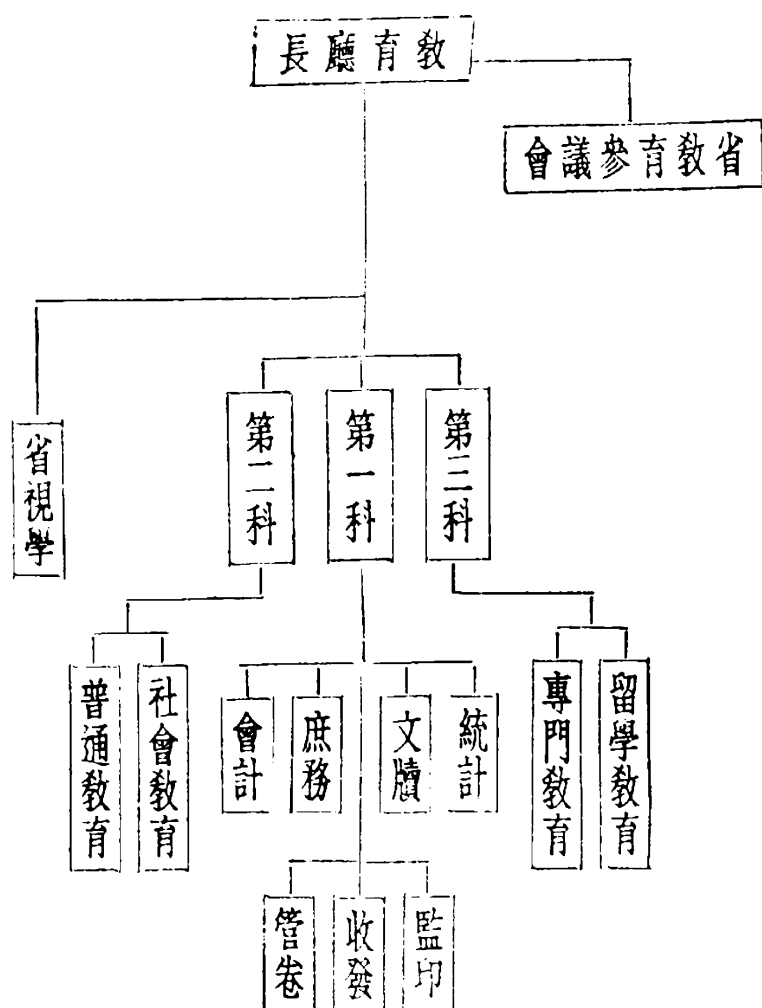 教育廳長
省教育參議會
第三科
第一科
第二科
省視學
留學教育
專門教育
統計
文牘
庶務
會計
社會教育
普通教育
監印
收發
管卷